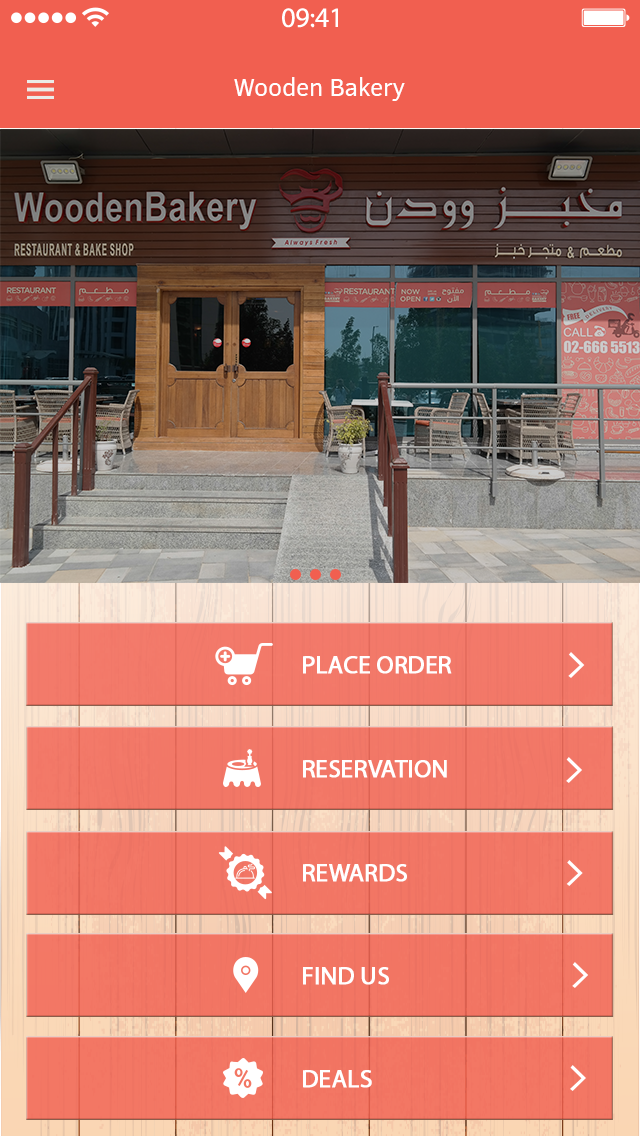 09:41
Wooden Bakery
WoodenBakery
مخبز وودن
Always Fresh
RESTAURANT & BAKE SHOP
مطعم & متجر خبز
RESTAURANT
مطعم
RESTAURANT
NOW OPEN
مفتوح الآن
مطعم
FREE DELIVERY
CALL
02-666 5513
PLACE ORDER
RESERVATION
REWARDS
FIND US
%
DEALS